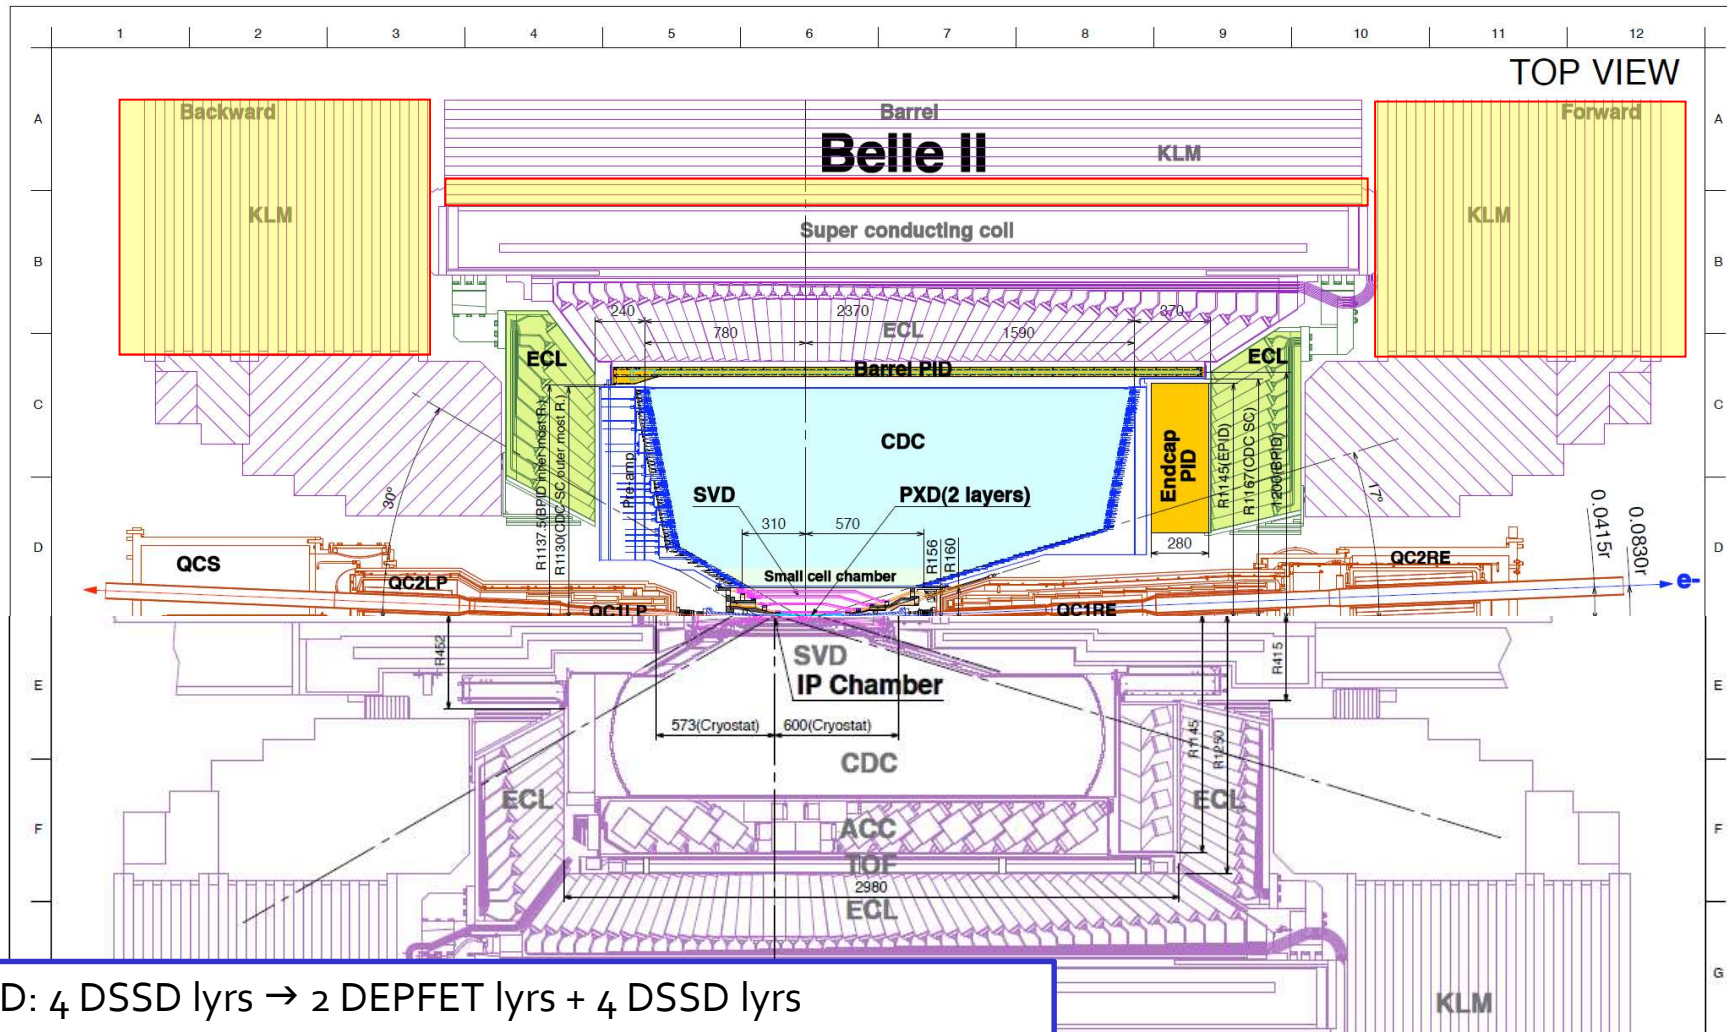 1 2 3 4 5 6 7 8 9 10 11 12
TOP VIEW
A Backward Barrel Forward A
Belle II
KLM
KLM KLM
Super conducting coil
B B
240 2370 370
780 ECL 1590
ECL ECL
Barrel PID
C C
CDC
Endcap
PID
R1137.5(BPID inner most R.)
R1130(CDC-SC outer most R.)
Pre-amp
R1145(EPID)
R1167(CDC SC)
1200(BPID)
30°
17°
SVD PXD(2 layers)
310 570
R156
R160
280
0.0415r
0.0830r
D D
QCS QC2LP QC2RE
Small cell chamber
e-
QC1LP QC1RE
R452
R415
E E
SVD
IP Chamber
573(Cryostat) 600(Cryostat)
R1145
R1250
CDC
ECL ECL
F F
ACC
TOF
2980
ECL
G
KLM
D: 4 DSSD lyrs → 2 DEPFET lyrs + 4 DSSD lyrs